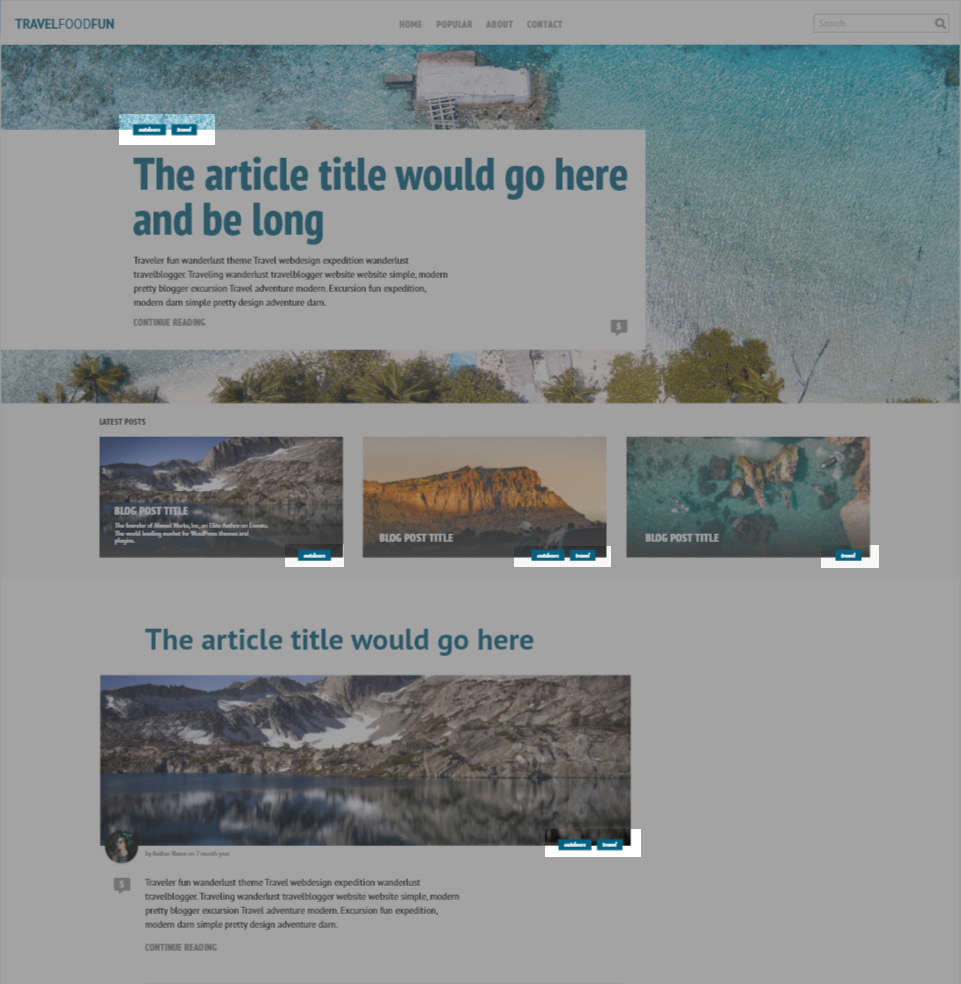 TRAVELFOODFUN
HOME POPULAR ABOUT CONTACT
Search
outdoors travel
The article title would go here
and be long
Traveler fun wanderlust theme Travel webdesign expedition wanderlust
travelblogger. Traveling wanderlust travelblogger website website simple, modern
pretty blogger excursion Travel adventure modern. Excursion fun expedition,
modern darn simple pretty design adventure darn.
CONTINUE READING
5
LATEST POSTS
BLOG POST TITLE
The founder of Alamal Works, Inc, an Elite Author on Envato.
The world leading market for WordPress themes and
plugins.
outdoors
BLOG POST TITLE
outdoors travel
BLOG POST TITLE
travel
The article title would go here
outdoors travel
by Author Name on 7 month year
5
Traveler fun wanderlust theme Travel webdesign expedition wanderlust
travelblogger. Traveling wanderlust travelblogger website website simple, modern
pretty blogger excursion Travel adventure modern. Excursion fun expedition,
modern darn simple pretty design adventure darn.
CONTINUE READING